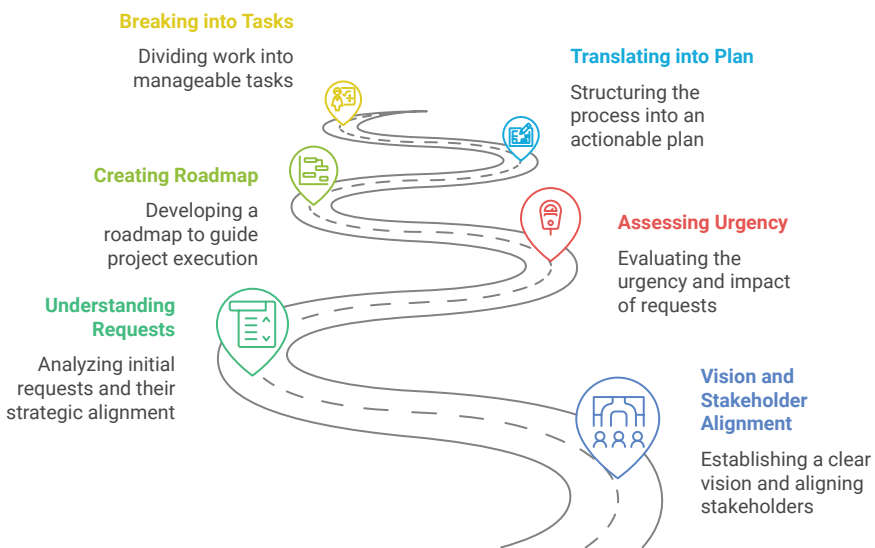 Breaking into Tasks
Dividing work into
manageable tasks
Translating into Plan
Structuring the
process into an
actionable plan
Creating Roadmap
Developing a
roadmap to guide
project execution
Assessing Urgency
Evaluating the
urgency and impact
of requests
Understanding
Requests
Analyzing initial
requests and their
strategic alignment
Vision and
Stakeholder
Alignment
Establishing a clear
vision and aligning
stakeholders